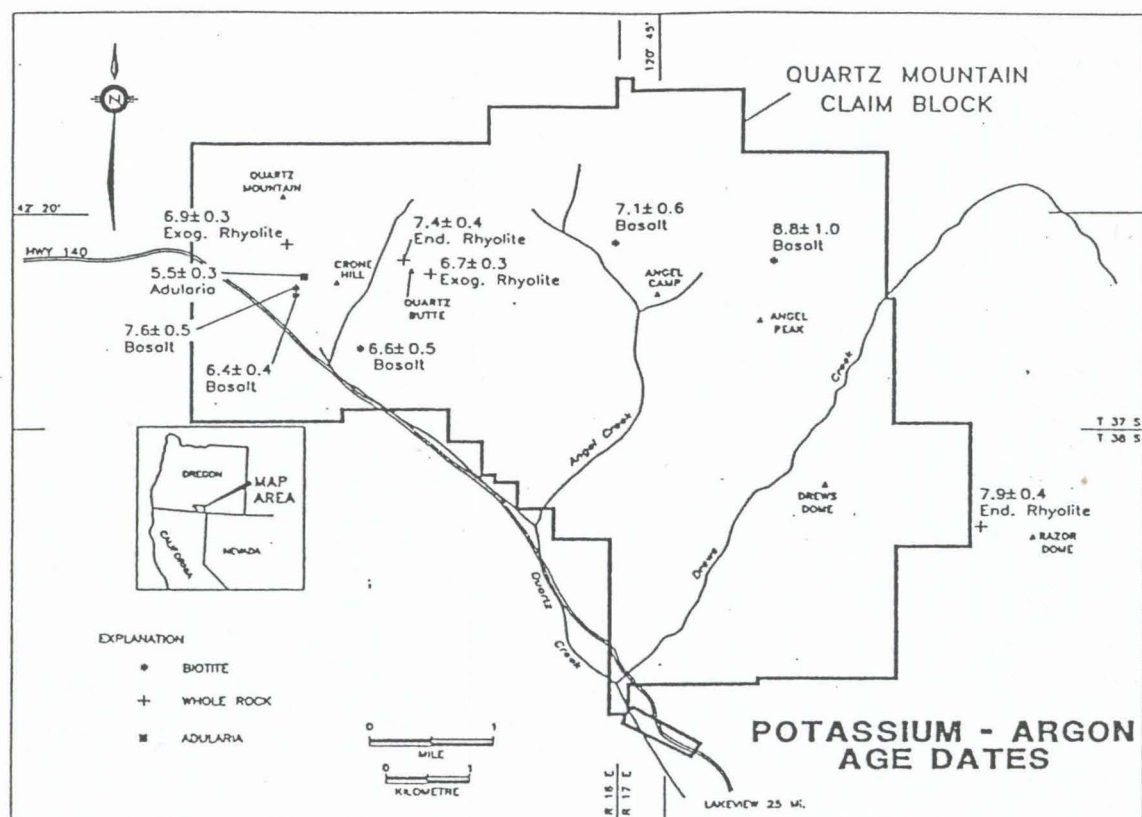 120° 45'
QUARTZ MOUNTAIN
CLAIM BLOCK
N
QUARTZ
MOUNTAIN
42° 20'
6.9± 0.3
Exog. Rhyolite
7.4± 0.4
End. Rhyolite
7.1± 0.6
Basalt
8.8± 1.0
Basalt
HWY 140
5.5± 0.3
Adularia
CRONE
HILL
6.7± 0.3
Exog. Rhyolite
QUARTZ
BUTTE
ANGEL
CAMP
ANGEL
PEAK
7.6± 0.5
Basalt
6.4± 0.4
Basalt
6.6± 0.5
Basalt
Creek
Angel Creek
T 37 S
T 38 S
OREGON
MAP
AREA
CALIFORNIA
NEVADA
DREWS
DOME
7.9± 0.4
End. Rhyolite
RAZOR
DOME
Drews
Quartz
Creek
EXPLANATION
BIOTITE
WHOLE ROCK
ADULARIA
0 1
MILE
0 1
KILOMETRE
R 16 E
R 17 E
LAKEVIEW 25 MI.
POTASSIUM - ARGON
AGE DATES